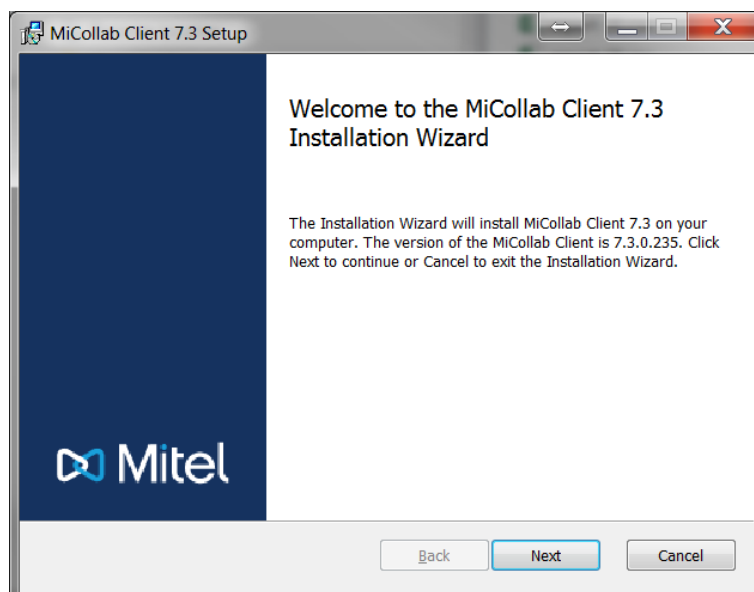 MiCollab Client 7.3 Setup
Welcome to the MiCollab Client 7.3
Installation Wizard
The Installation Wizard will install MiCollab Client 7.3 on your
computer. The version of the MiCollab Client is 7.3.0.235. Click
Next to continue or Cancel to exit the Installation Wizard.
Mitel
Back
Next
Cancel